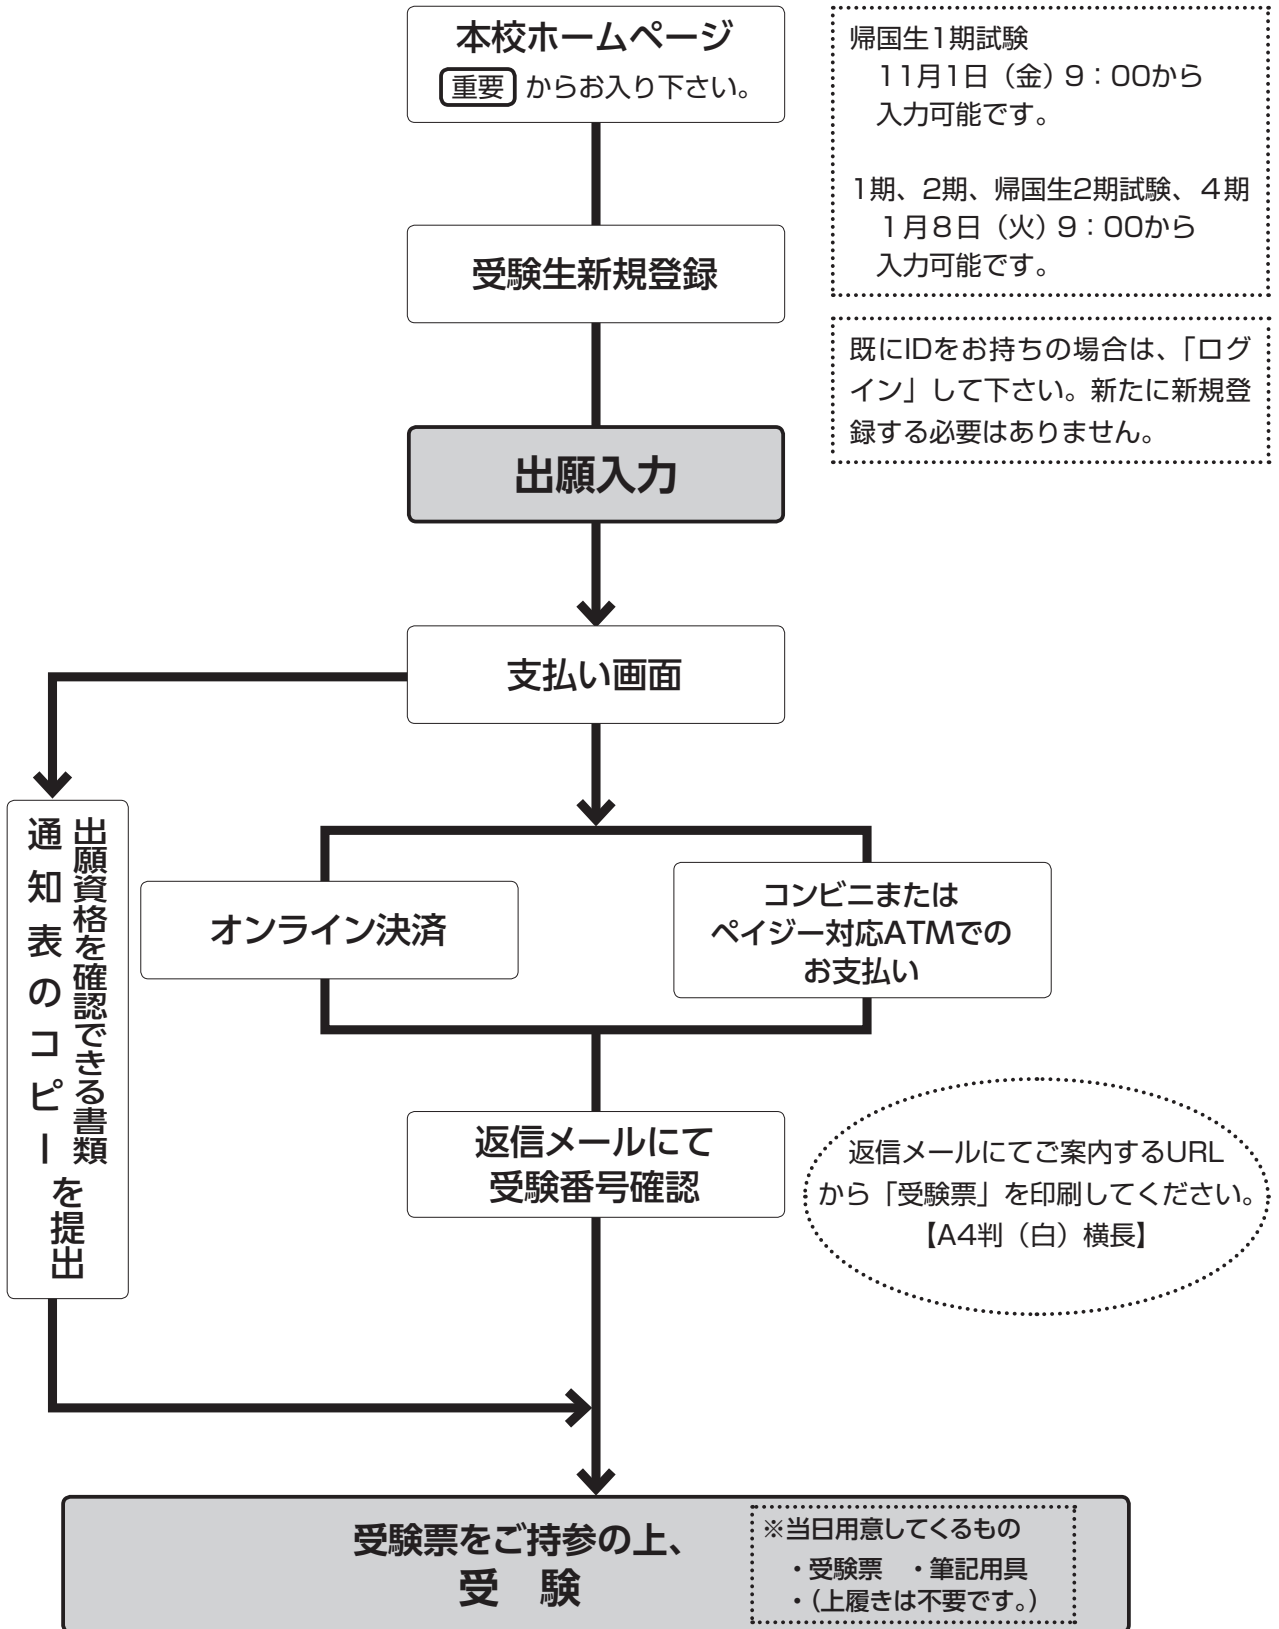 本校ホームページ
重要 からお入り下さい。
帰国生1期試験
11月1日（金）9：00から
入力可能です。
1期、2期、帰国生2期試験、４期
１月８日（火）9：00から
入力可能です。
受験生新規登録
既にIDをお持ちの場合は、「ログ
イン」して下さい。新たに新規登
録する必要はありません。
出願入力
支払い画面
出願資格を確認できる書類
通知表のコピー
を提出
オンライン決済
コンビニまたは
ペイジー対応ATMでの
お支払い
返信メールにて
受験番号確認
返信メールにてご案内するURL
から「受験票」を印刷してください。
【A4判（白）横長】
受験票をご持参の上、
受　験
※当日用意してくるもの
・受験票　・筆記用具
・（上履きは不要です。）